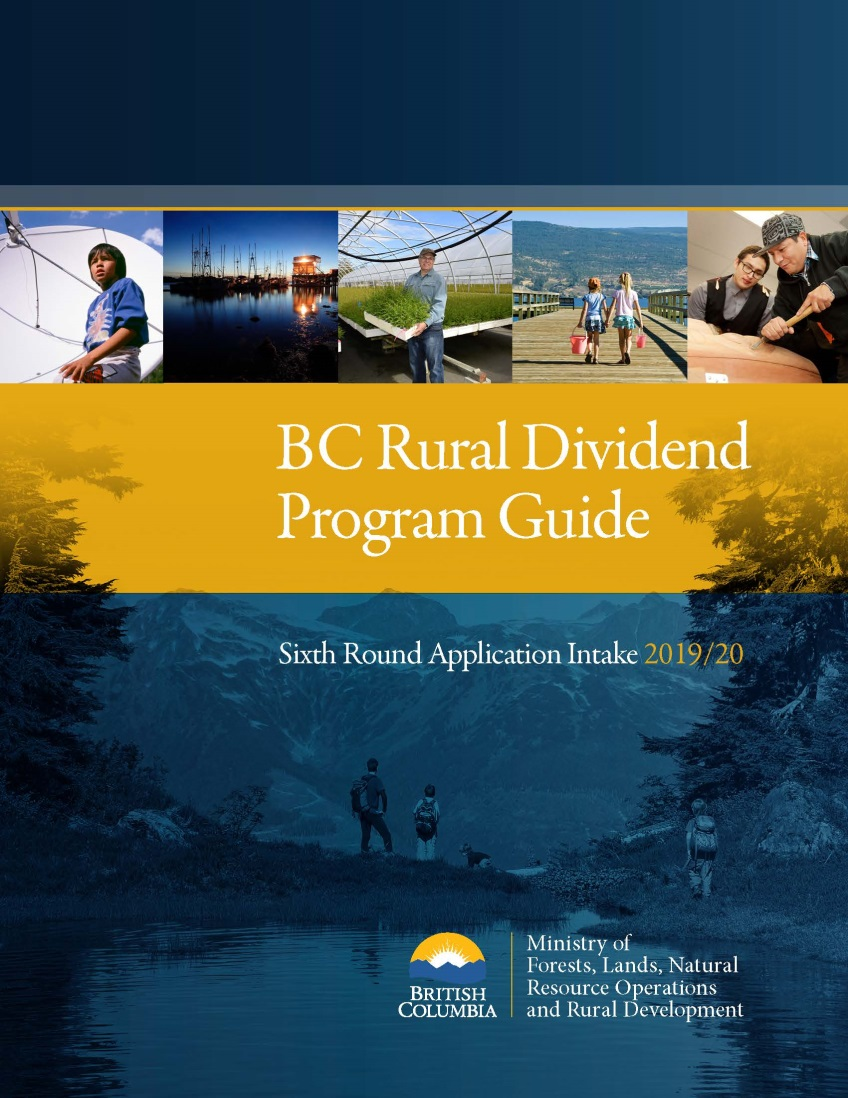 BC Rural Dividend
Program Guide
Sixth Round Application Intake 2019/20
BRITISH
COLUMBIA
Ministry of
Forests, Lands, Natural
Resource Operations
and Rural Development